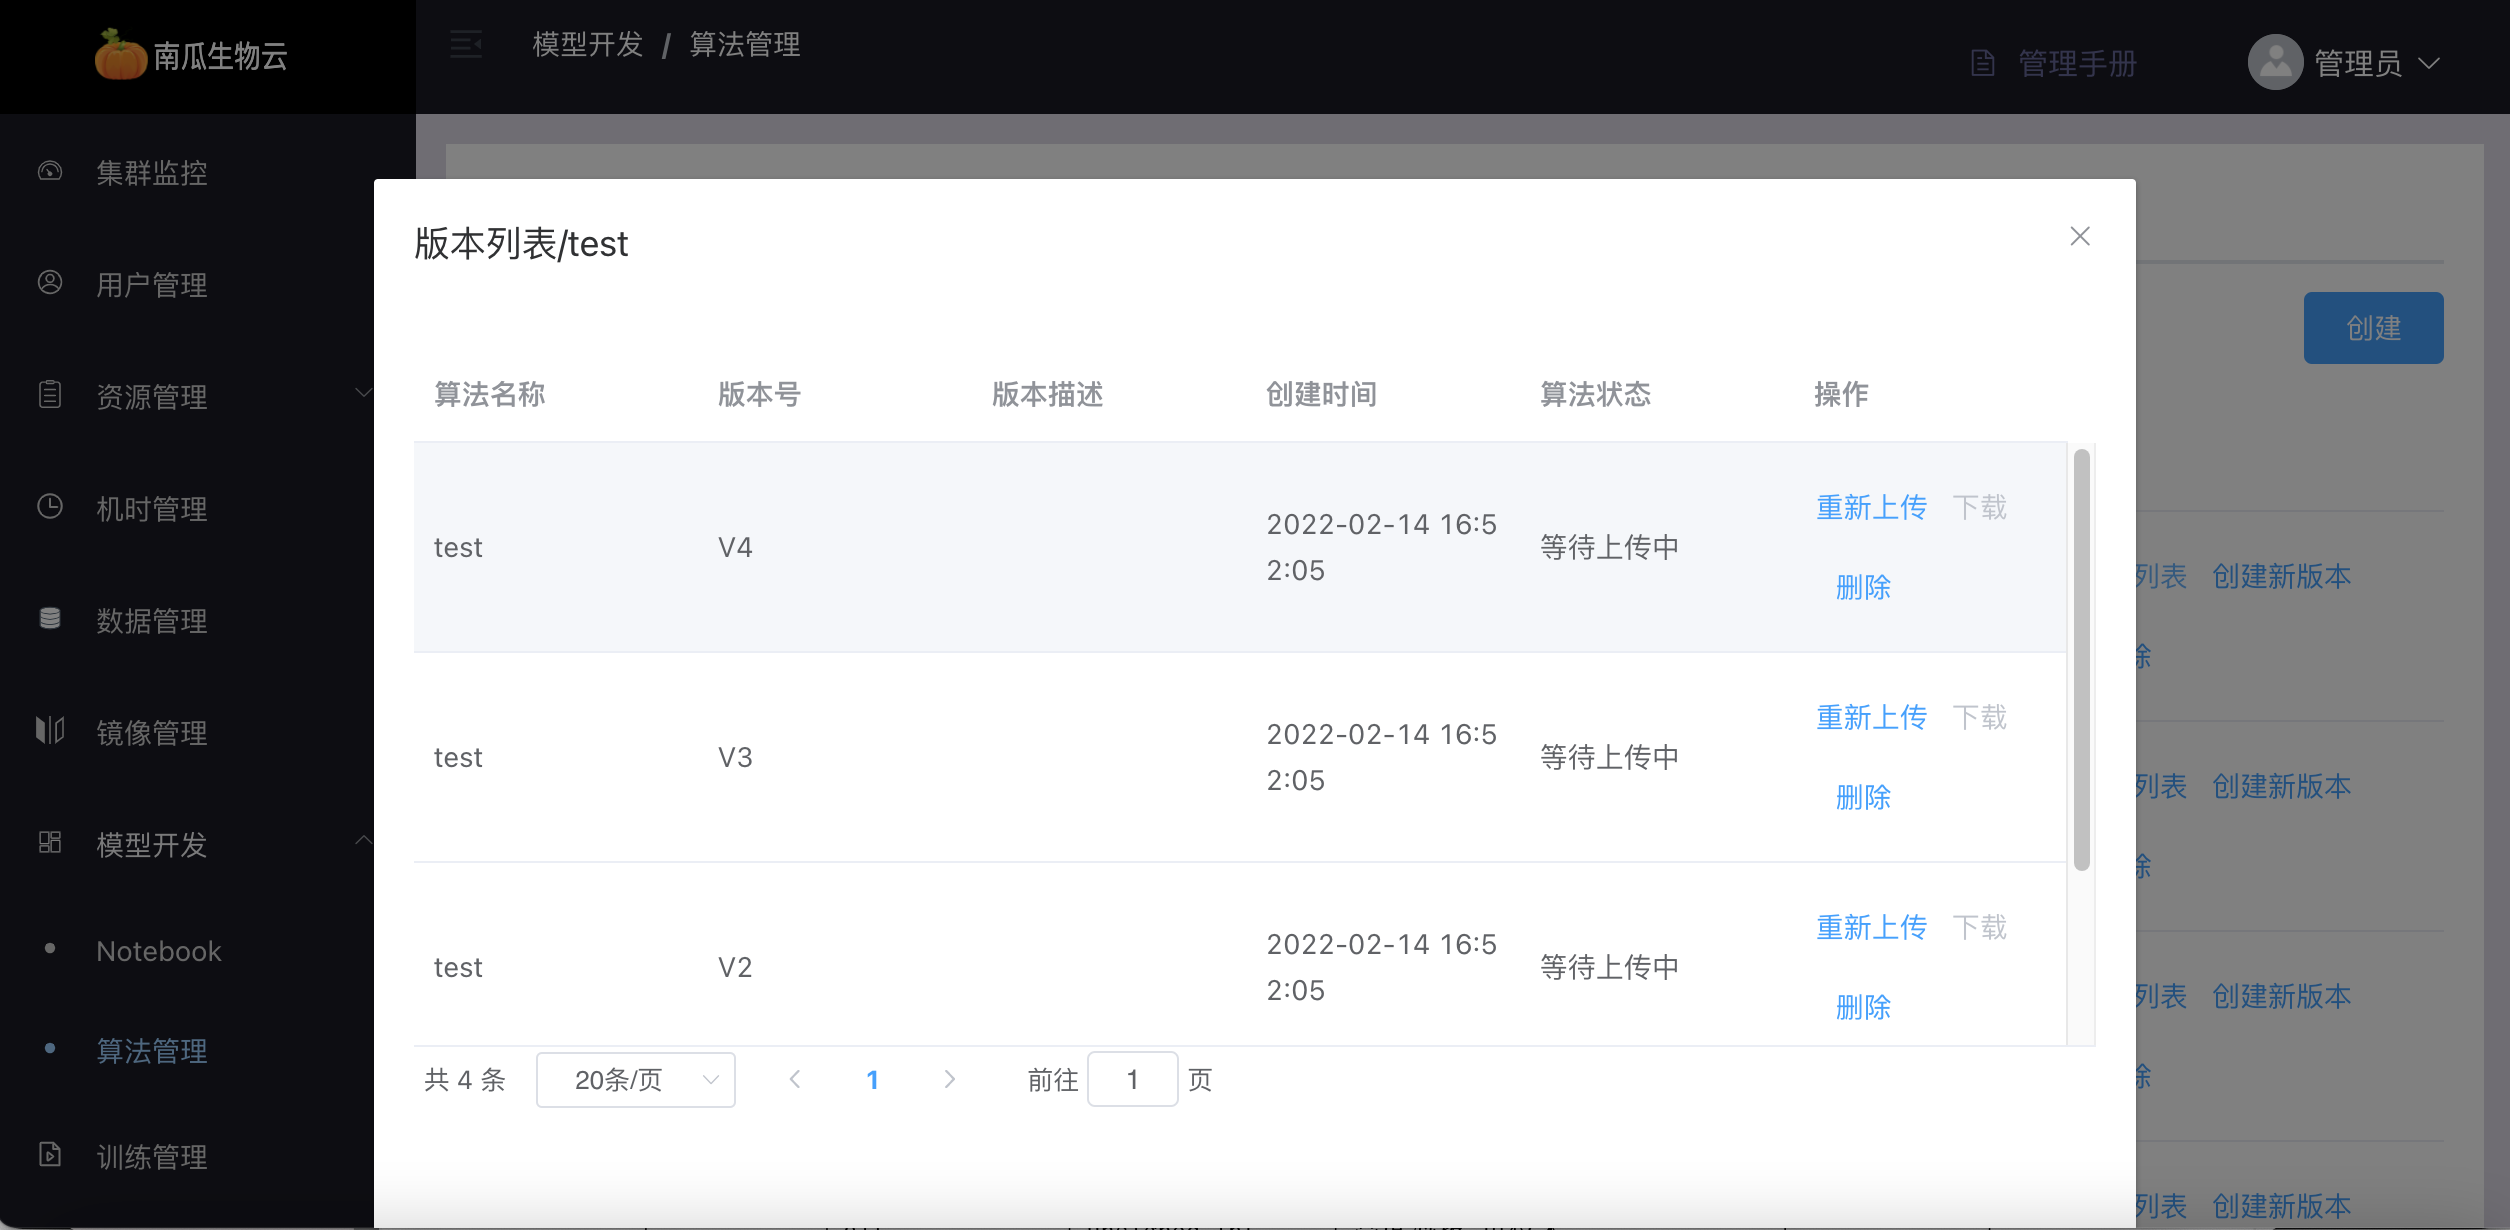 南瓜生物云
模型开发 / 算法管理
管理手册
管理员
集群监控
用户管理
资源管理
机时管理
数据管理
镜像管理
模型开发
Notebook
算法管理
训练管理
创建
版本列表/test
算法名称 版本号 版本描述 创建时间 算法状态 操作
test V4 2022-02-14 16:5
2:05 等待上传中 重新上传 下载
删除
test V3 2022-02-14 16:5
2:05 等待上传中 重新上传 下载
删除
test V2 2022-02-14 16:5
2:05 等待上传中 重新上传 下载
删除
共 4 条 20条/页 1 前往 1 页
列表 创建新版本
除
列表 创建新版本
除
列表 创建新版本
除
列表 创建新版本